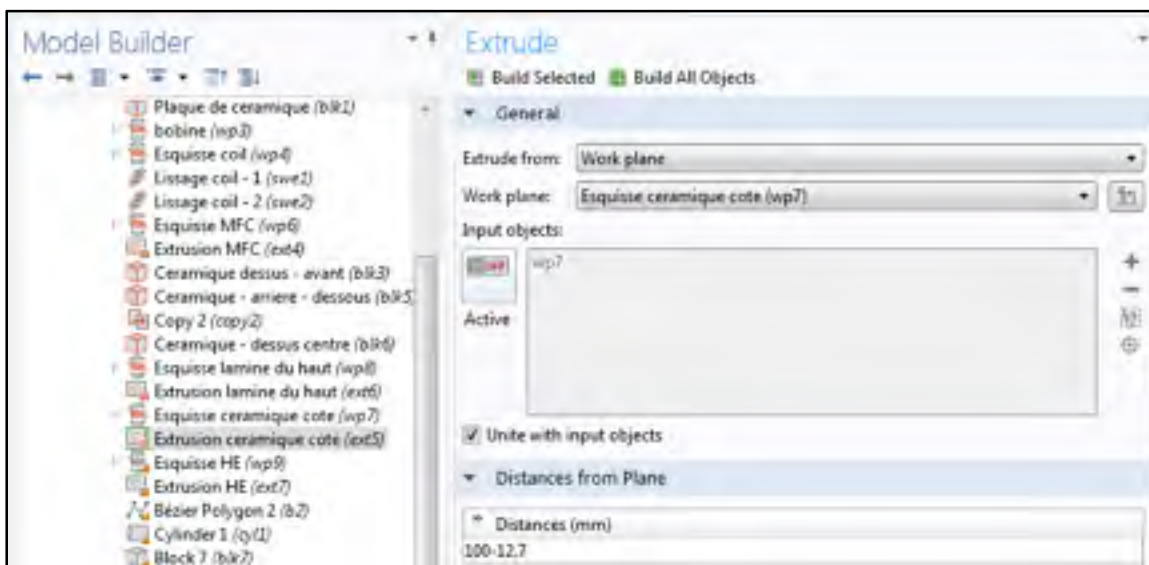 Model Builder
Plaque de ceramique (blk1)
bobine (wp3)
Esquisse coil (wp4)
Lissage coil - 1 (swe1)
Lissage coil - 2 (swe2)
Esquisse MFC (wp6)
Extrusion MFC (ext4)
Ceramique dessus - avant (blk3)
Ceramique - arriere - dessous (blk5)
Copy 2 (copy2)
Ceramique - dessus centre (blk6)
Esquisse lamine du haut (wp8)
Extrusion lamine du haut (ext6)
Esquisse ceramique cote (wp7)
Extrusion ceramique cote (ext5)
Esquisse HE (wp9)
Extrusion HE (ext7)
Bézier Polygon 2 (b2)
Cylinder 1 (cyl1)
Block 7 (blk7)
Extrude
Build Selected Build All Objects
General
Extrude from: Work plane
Work plane: Esquisse ceramique cote (wp7)
Input objects:
wp7
Active
Unite with input objects
Distances from Plane
Distances (mm)
100-12.7